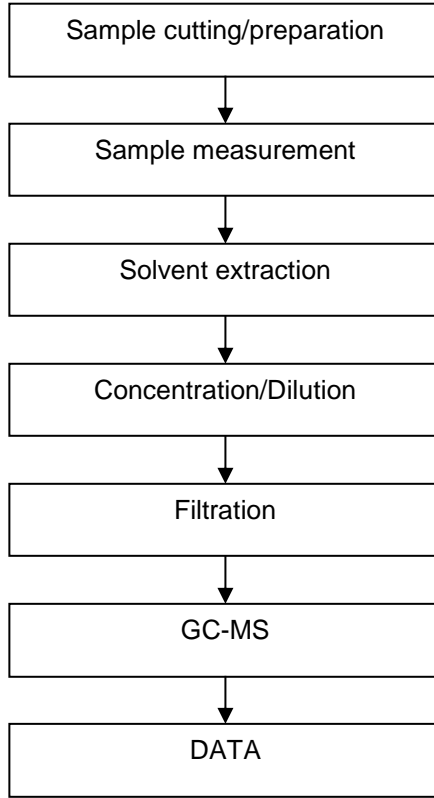 Sample cutting/preparation
Sample measurement
Solvent extraction
Concentration/Dilution
Filtration
GC-MS
DATA